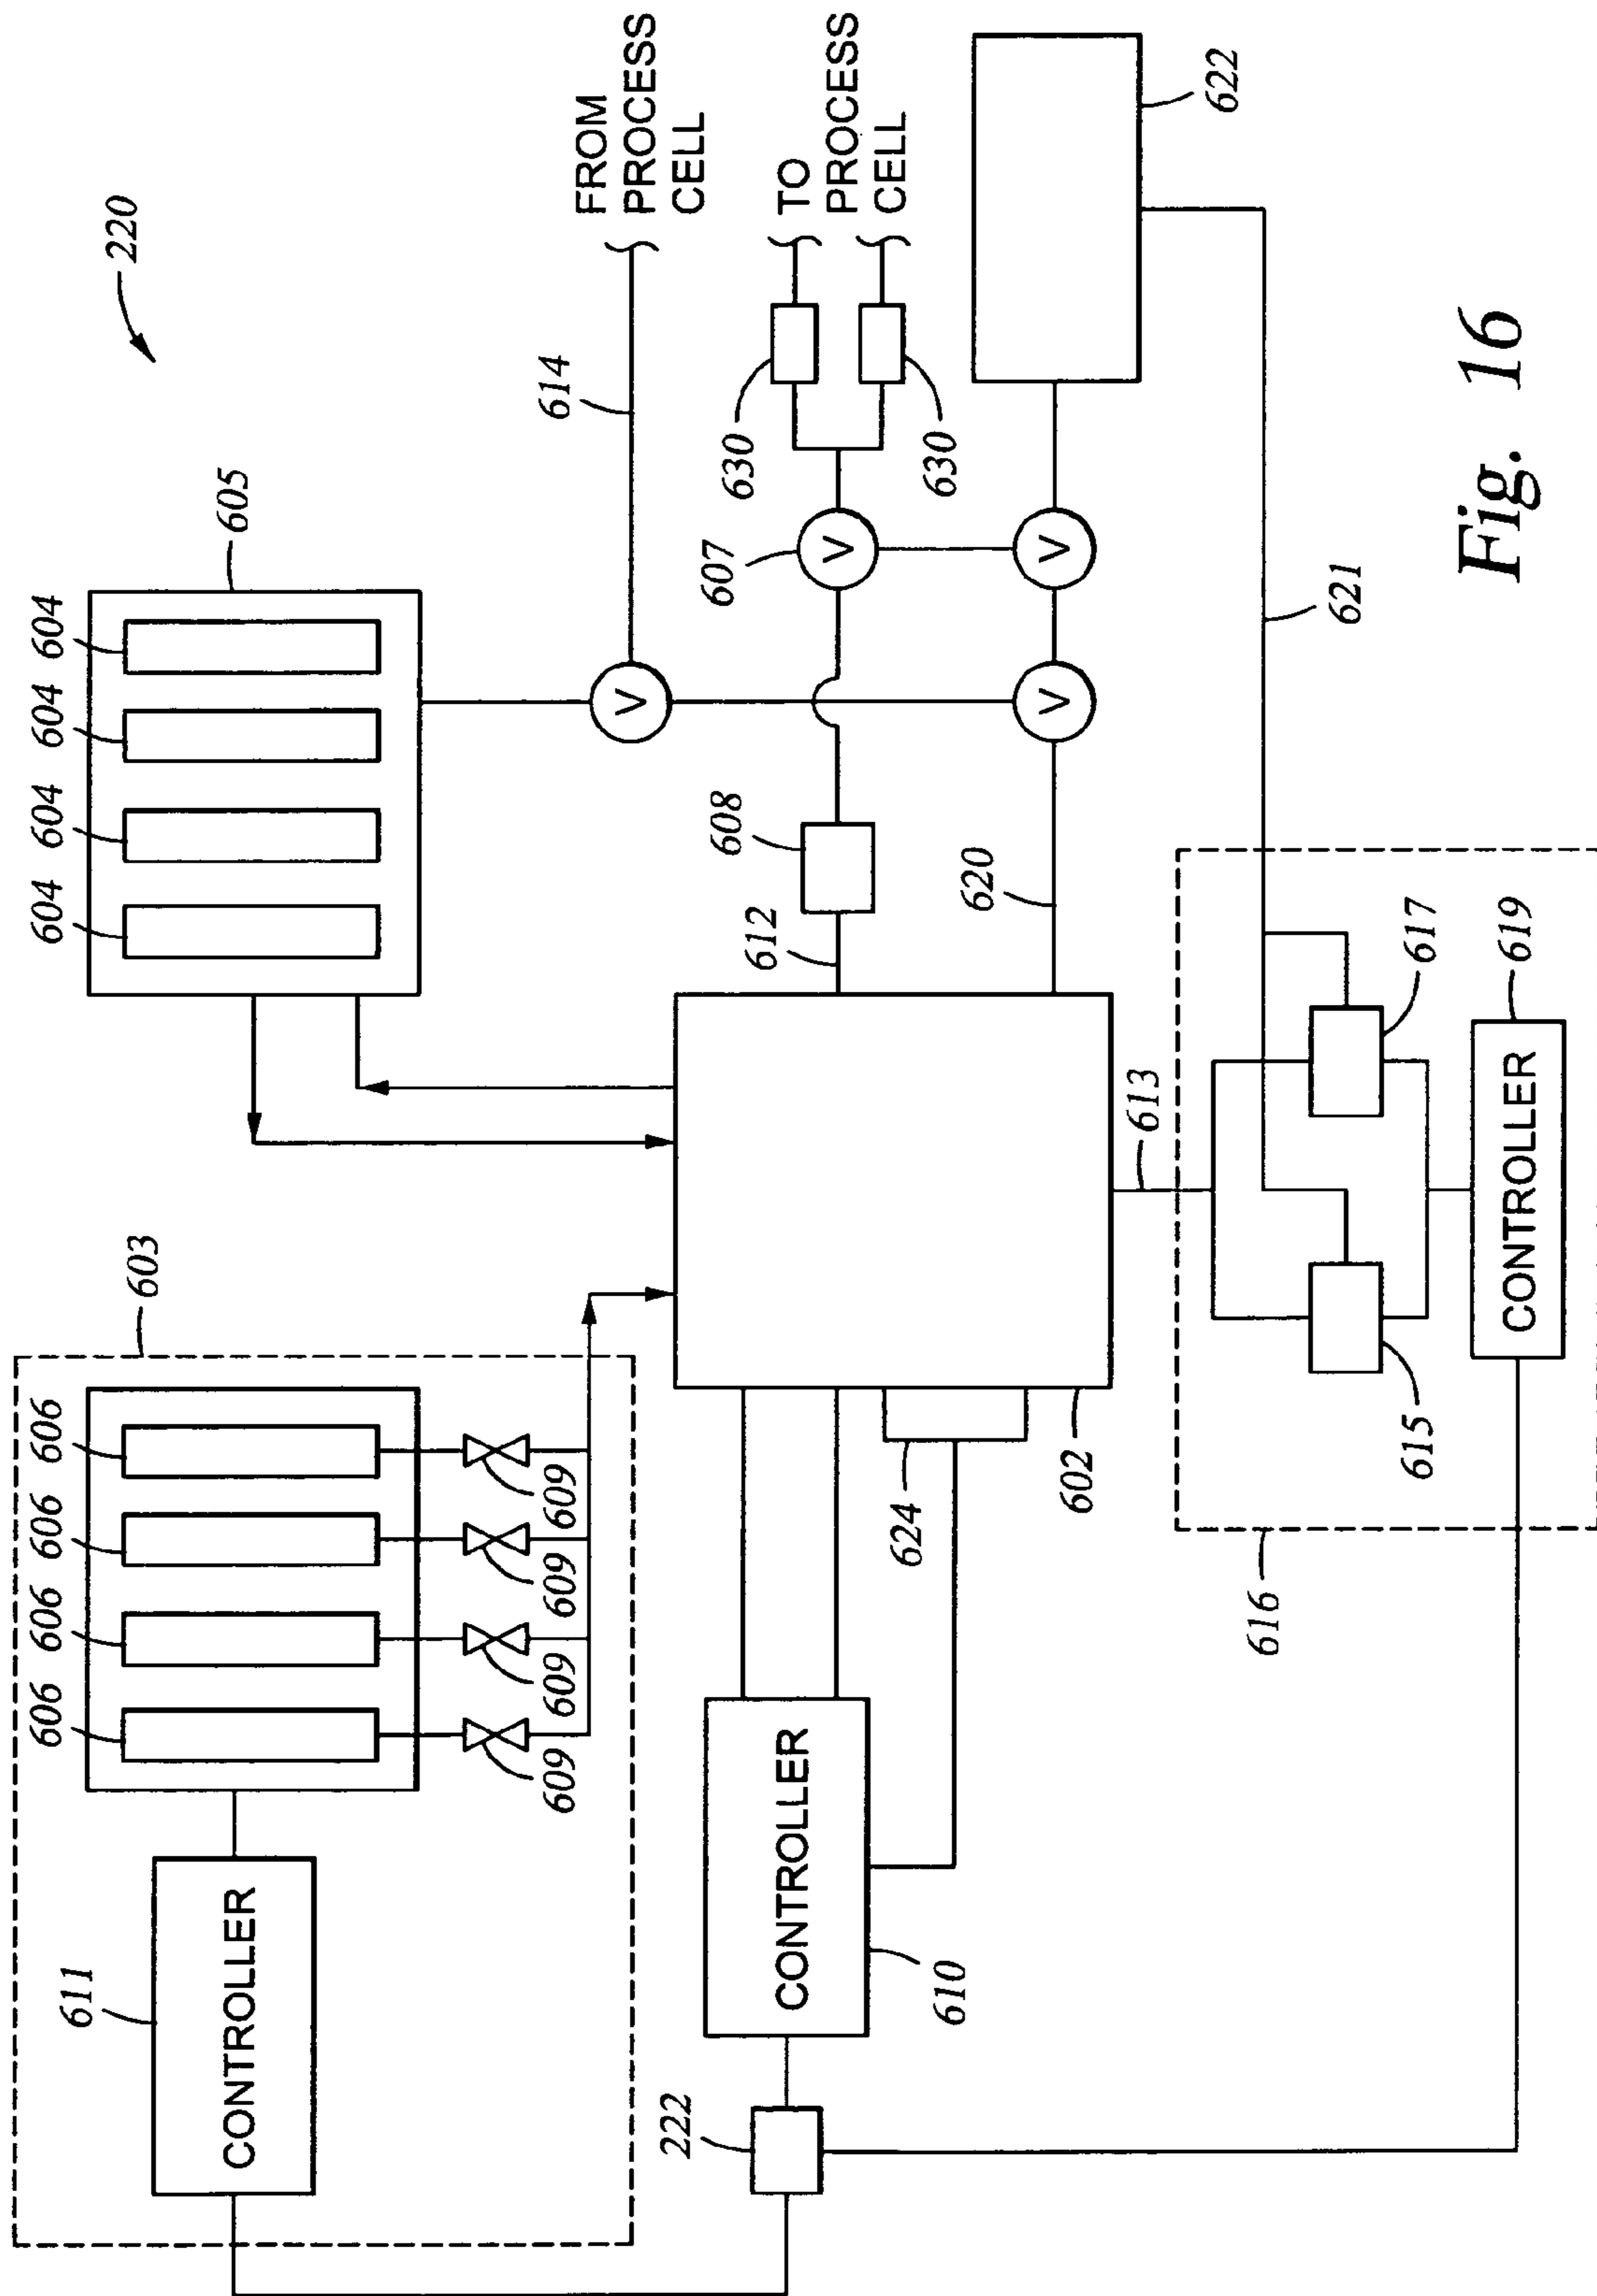 220
605
604
604
604
604
FROM
PROCESS
CELL
614
TO
PROCESS
CELL
630
630
607
622
608
612
620
621
603
606
606
606
606
609
609
609
609
611
CONTROLLER
V
V
V
V
613
602
624
CONTROLLER
610
222
616
617
615
619
CONTROLLER
Fig. 16